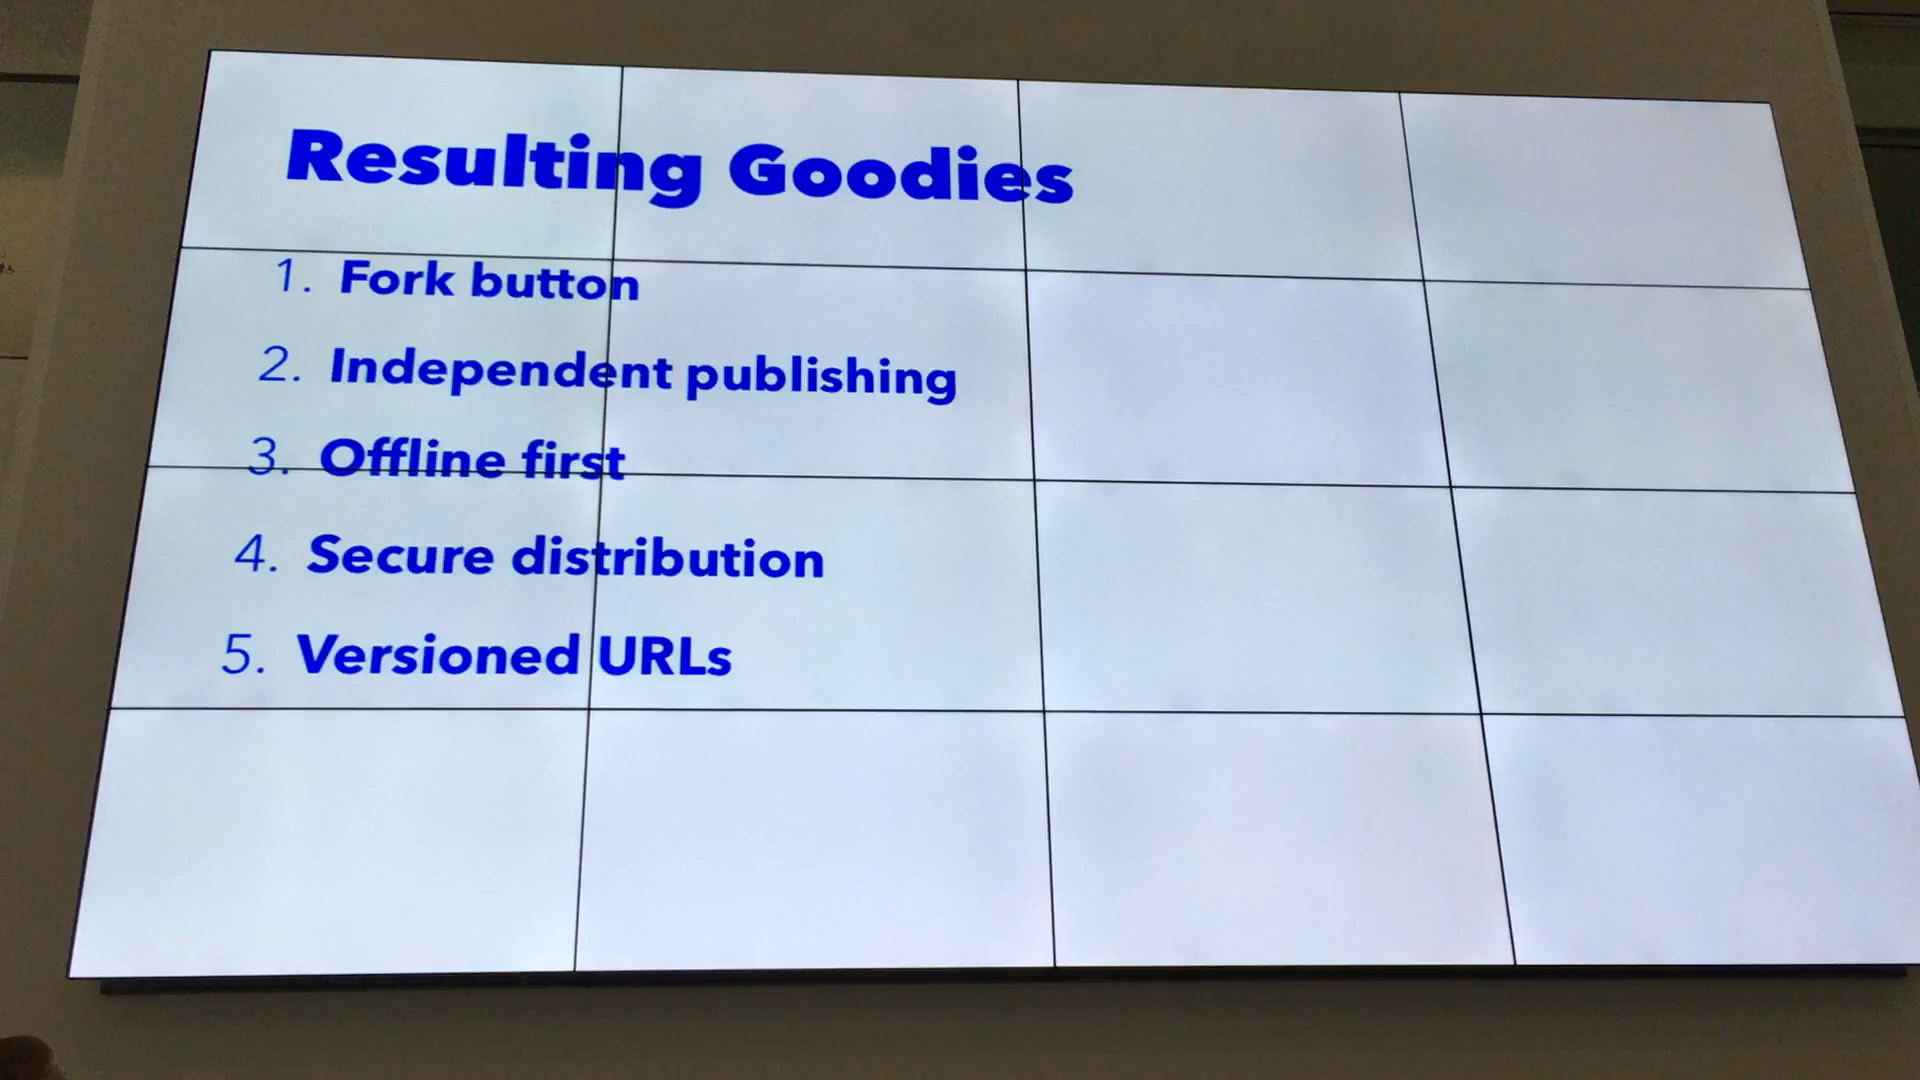 Resulting Goodies
1. Fork button
2. Independent publishing
3. Offline first
4. Secure distribution
5. Versioned URLs